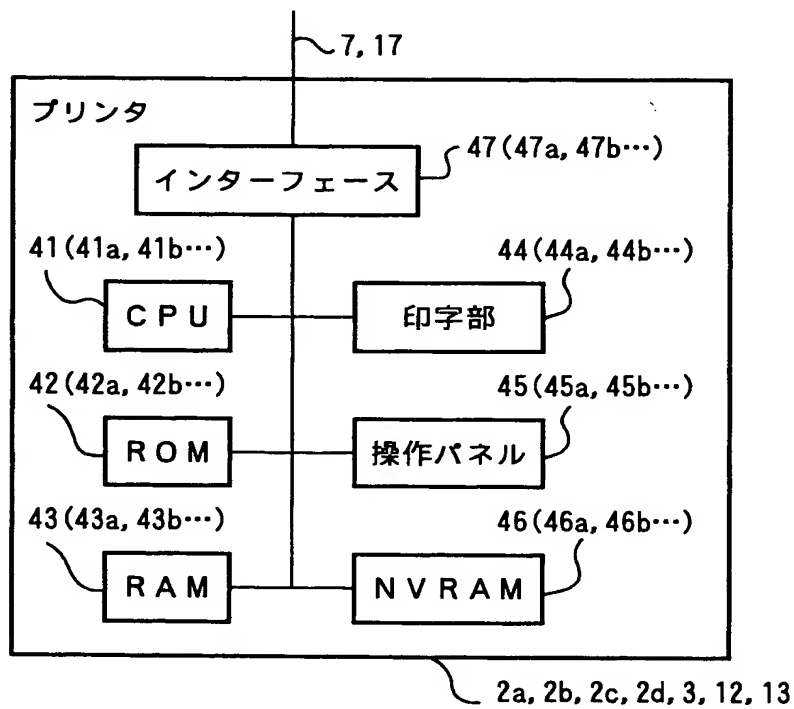 7, 17
プリンタ
47(47a, 47b…)
インターフェース
41(41a, 41b…)
44(44a, 44b…)
CPU
印字部
42(42a, 42b…)
45(45a, 45b…)
ROM
操作パネル
43(43a, 43b…)
46(46a, 46b…)
RAM
NVRAM
2a, 2b, 2c, 2d, 3, 12, 13